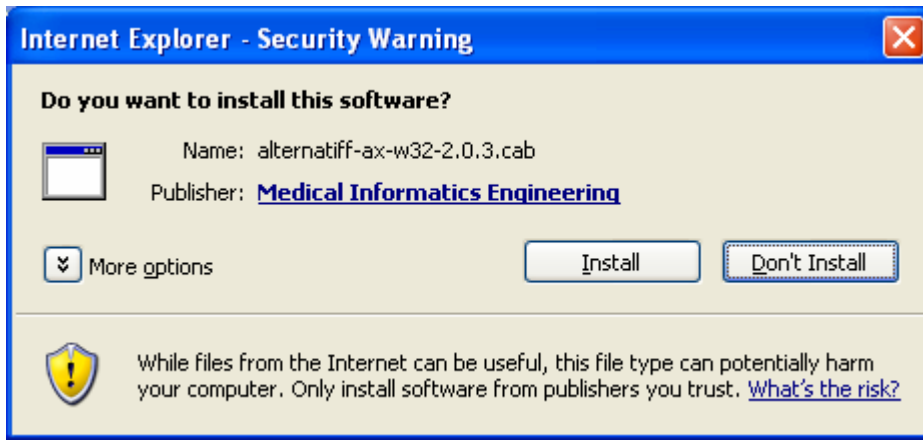 Internet Explorer - Security Warning
Do you want to install this software?
Name: alternatiff-ax-w32-2.0.3.cab
Publisher: Medical Informatics Engineering
More options
Install
Don't Install
While files from the Internet can be useful, this file type can potentially harm
your computer. Only install software from publishers you trust. What's the risk?